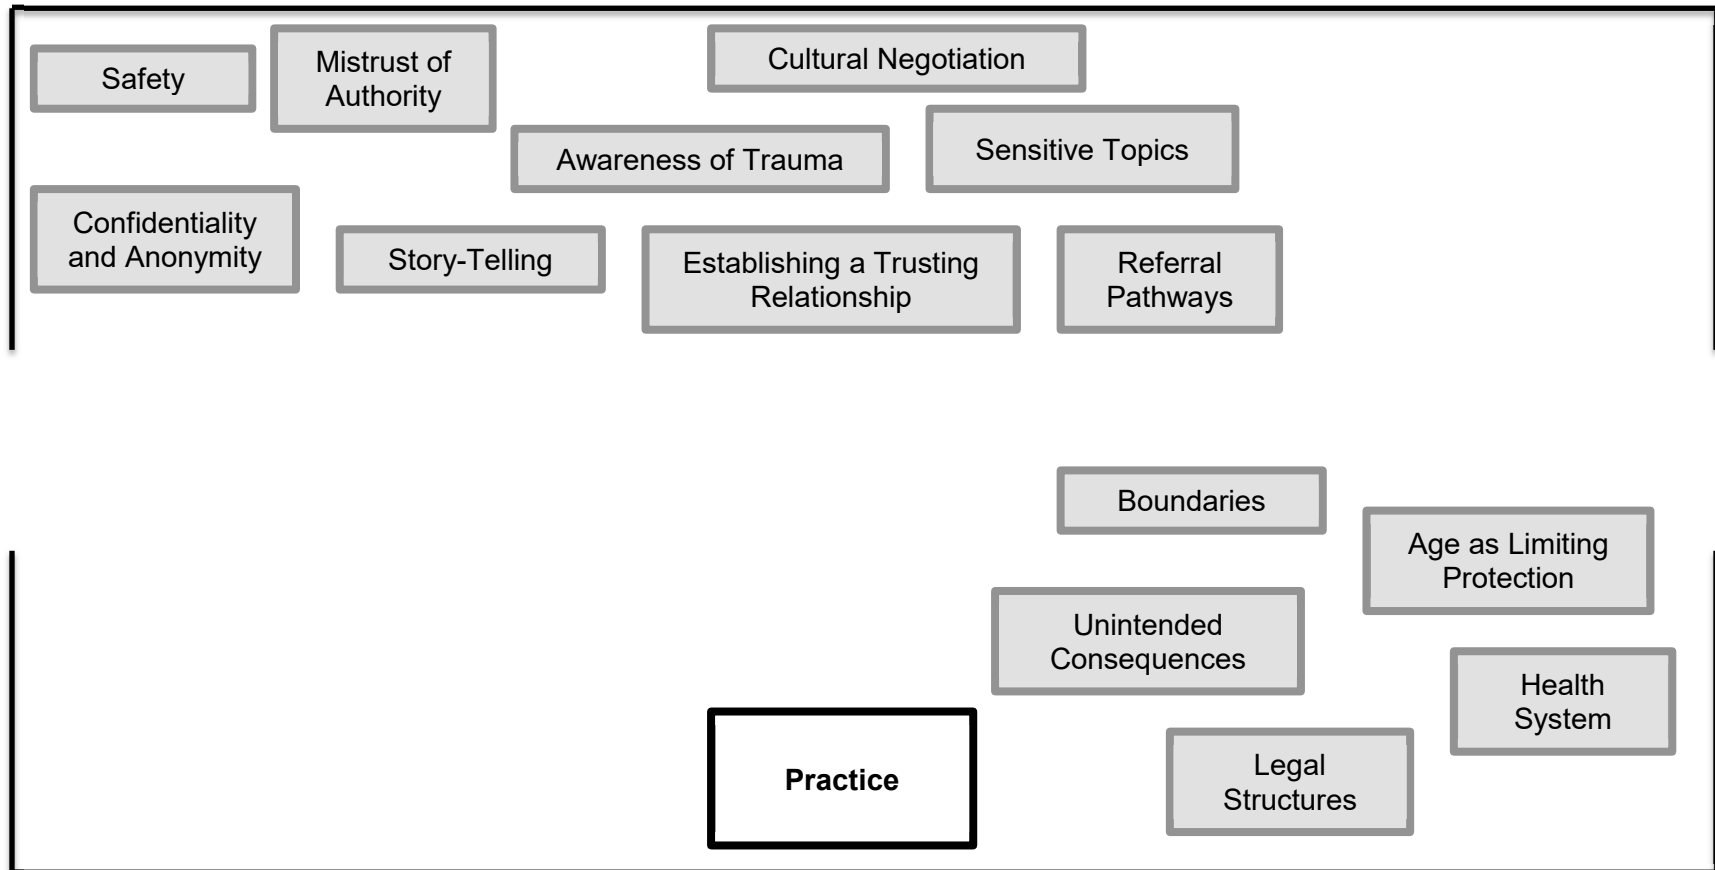 Safety
Mistrust of
Authority
Cultural Negotiation
Awareness of Trauma
Sensitive Topics
Confidentiality
and Anonymity
Story-Telling
Establishing a Trusting
Relationship
Referral
Pathways
Boundaries
Age as Limiting
Protection
Unintended
Consequences
Health
System
Practice
Legal
Structures